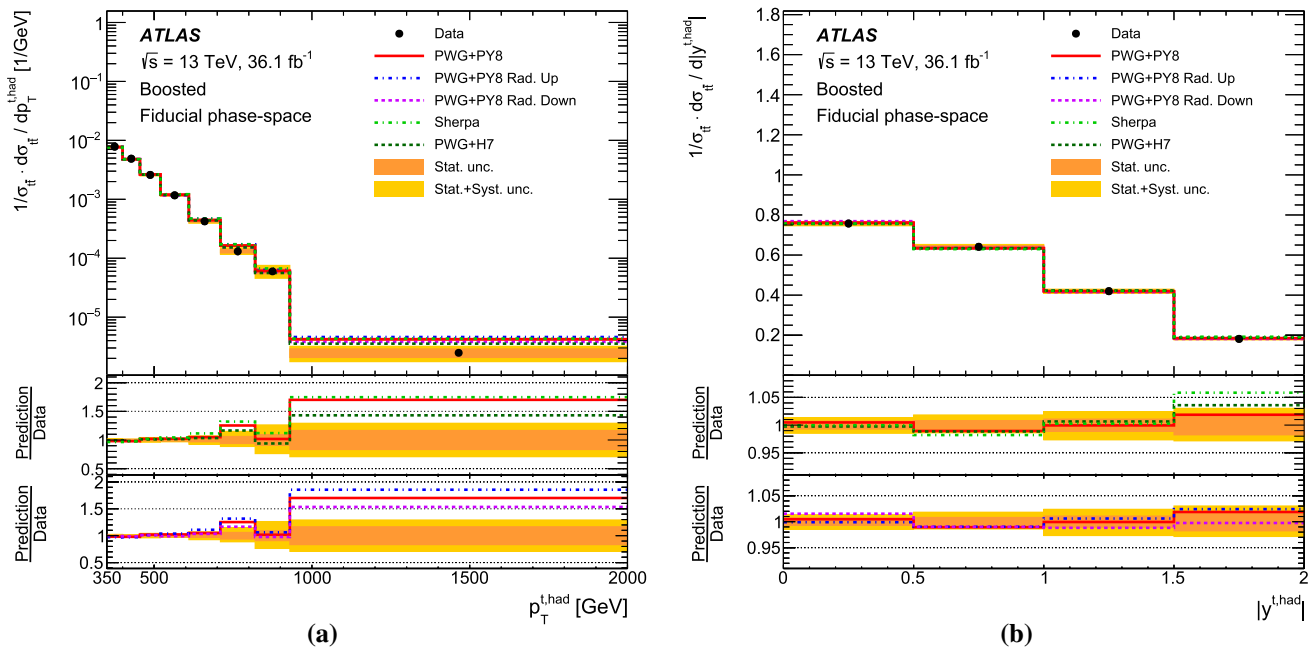 ATLAS
√s = 13 TeV, 36.1 fb⁻¹
Boosted
Fiducial phase-space
Data
PWG+PY8
PWG+PY8 Rad. Up
PWG+PY8 Rad. Down
Sherpa
PWG+H7
Stat. unc.
Stat.+Syst. unc.
1/σ_tt̄ · dσ_tt̄ / dp_T^t,had [1/GeV]
1
10⁻¹
10⁻²
10⁻³
10⁻⁴
10⁻⁵
Prediction
Data
2
1.5
1
0.5
Prediction
Data
2
1.5
1
0.5
350 500 1000 1500 2000
p_T^t,had [GeV]
(a)
ATLAS
√s = 13 TeV, 36.1 fb⁻¹
Boosted
Fiducial phase-space
Data
PWG+PY8
PWG+PY8 Rad. Up
PWG+PY8 Rad. Down
Sherpa
PWG+H7
Stat. unc.
Stat.+Syst. unc.
1/σ_tt̄ · dσ_tt̄ / d|y^t,had|
1.8
1.6
1.4
1.2
1
0.8
0.6
0.4
0.2
Prediction
Data
1.05
1
0.95
Prediction
Data
1.05
1
0.95
0 0.5 1 1.5 2
|y^t,had|
(b)